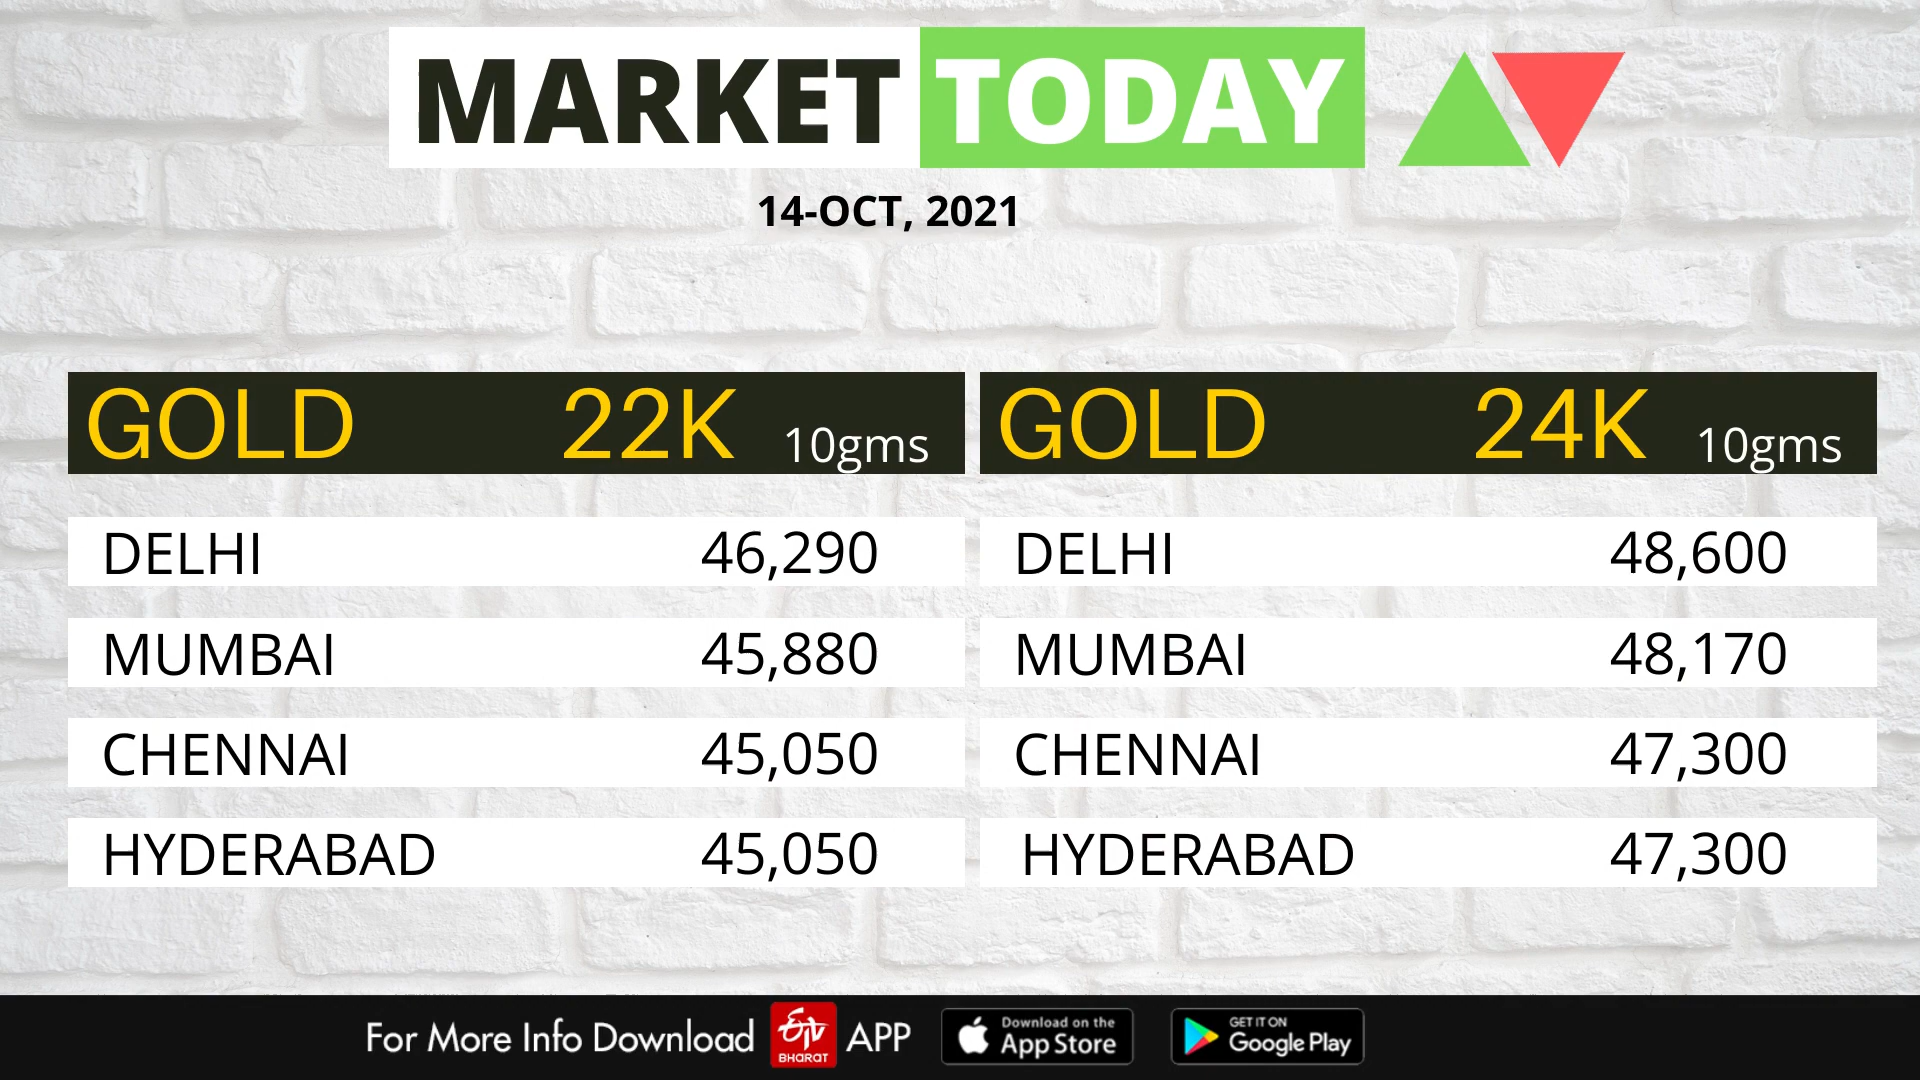 MARKET TODAY
14-OCT, 2021
GOLD 22K 10gms
DELHI 46,290
MUMBAI 45,880
CHENNAI 45,050
HYDERABAD 45,050
GOLD 24K 10gms
DELHI 48,600
MUMBAI 48,170
CHENNAI 47,300
HYDERABAD 47,300
For More Info Download ETV BHARAT APP
Download on the
App Store
GET IT ON
Google Play